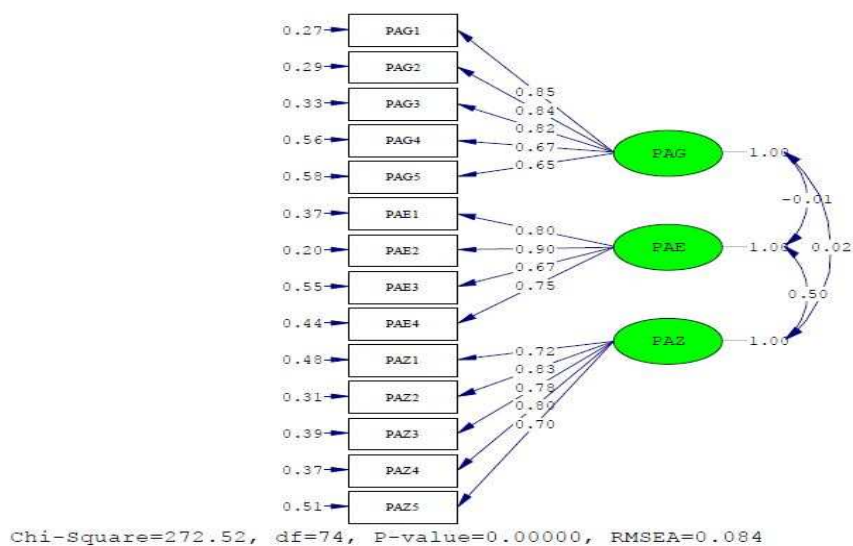 0.27 PAG1
0.29 PAG2
0.85
0.33 PAG3
0.84
0.82
0.56 PAG4
0.67
PAG 1.00
0.58 PAG5
0.65
0.37 PAE1
-0.01
0.80
0.20 PAE2
0.90
PAE 1.00 0.02
0.67
0.55 PAE3
0.75
0.50
0.44 PAE4
PAZ 1.00
0.48 PAZ1
0.72
0.83
0.31 PAZ2
0.78
0.80
0.39 PAZ3
0.70
0.37 PAZ4
0.51 PAZ5
Chi-Square=272.52, df=74, P-value=0.00000, RMSEA=0.084